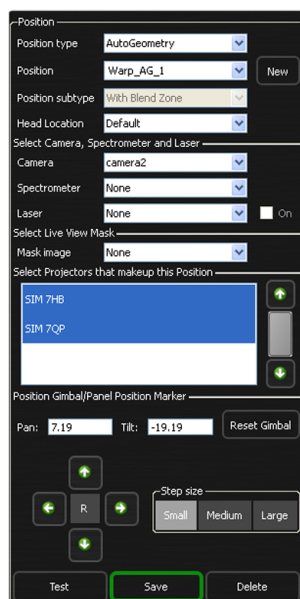 Position
Position type AutoGeometry
Position Warp_AG_1 New
Position subtype With Blend Zone
Head Location Default
Select Camera, Spectrometer and Laser
Camera camera2
Spectrometer None
Laser None On
Select Live View Mask
Mask image None
Select Projectors that makeup this Position
SIM 7HB
SIM 7QP
Position Gimbal/Panel Position Marker
Pan: 7.19 Tilt: -19.19 Reset Gimbal
Step size
R Small Medium Large
Test Save Delete